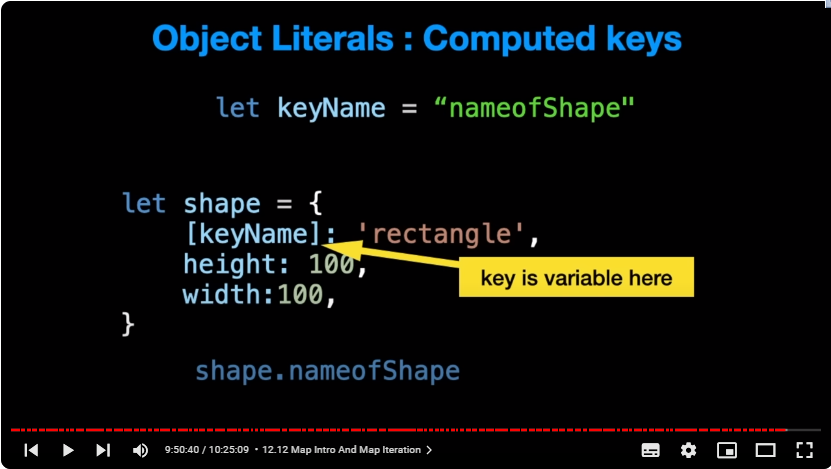 Object Literals : Computed keys
let keyName = “nameofShape"
let shape = {
[keyName]: 'rectangle',
height: 100,
width:100,
}
key is variable here
shape.nameofShape
9:50:40 / 10:25:09 • 12.12 Map Intro And Map Iteration >